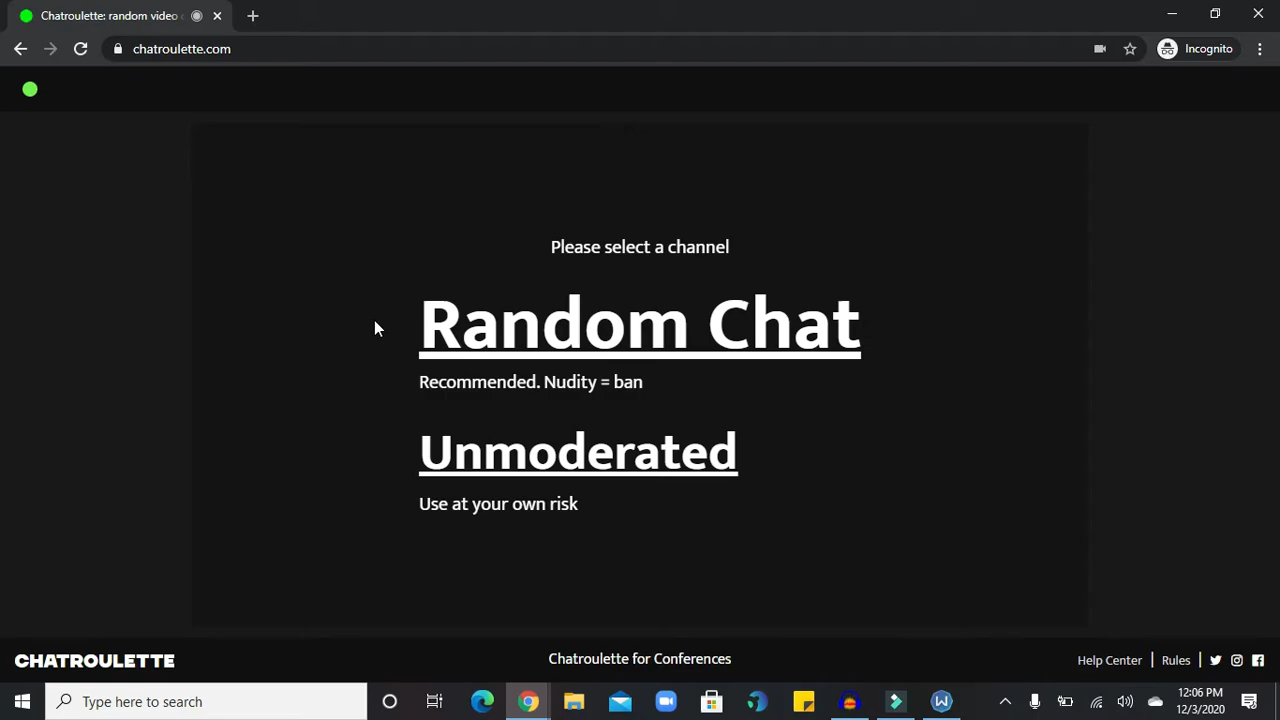 Chatroulette: random video
chatroulette.com
Incognito
Please select a channel
Random Chat
Recommended. Nudity = ban
Unmoderated
Use at your own risk
CHATROULETTE
Chatroulette for Conferences
Help Center
Rules
Type here to search
12:06 PM
12/3/2020